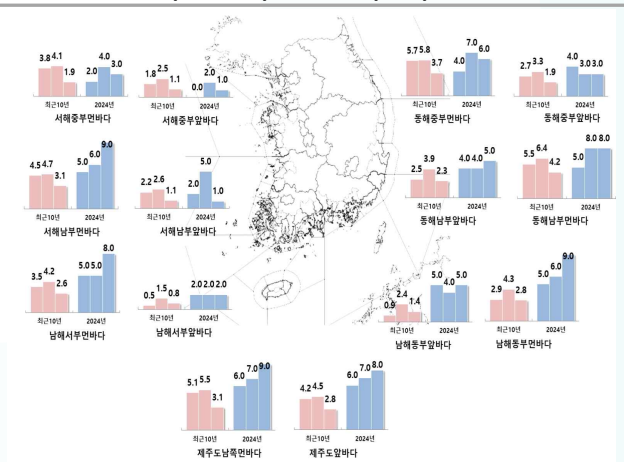 3.8 4.1 1.9 2.0 4.0 3.0
최근10년 2024년
서해중부먼바다
1.8 2.5 1.1 0.0 2.0 1.0
최근10년 2024년
서해중부앞바다
5.7 5.8 3.7 4.0 7.0 6.0
최근10년 2024년
동해중부먼바다
2.7 3.3 1.9 4.0 3.0 3.0
최근10년 2024년
동해중부앞바다
4.5 4.7 3.1 5.0 6.0 9.0
최근10년 2024년
서해남부먼바다
2.2 2.6 1.1 2.0 5.0 1.0
최근10년 2024년
서해남부앞바다
2.5 3.9 2.3 4.0 4.0 5.0
최근10년 2024년
동해남부앞바다
5.5 6.4 4.2 5.0 8.0 8.0
최근10년 2024년
동해남부먼바다
3.5 4.2 2.6 5.0 5.0 8.0
최근10년 2024년
남해서부먼바다
0.5 1.5 0.8 2.0 2.0 2.0
최근10년 2024년
남해서부앞바다
0.9 2.4 1.4 5.0 4.0 5.0
최근10년 2024년
남해동부앞바다
2.9 4.3 2.8 5.0 6.0 9.0
최근10년 2024년
남해동부먼바다
5.1 5.5 3.1 6.0 7.0 9.0
최근10년 2024년
제주도남쪽먼바다
4.2 4.5 2.8 6.0 7.0 8.0
최근10년 2024년
제주도앞바다